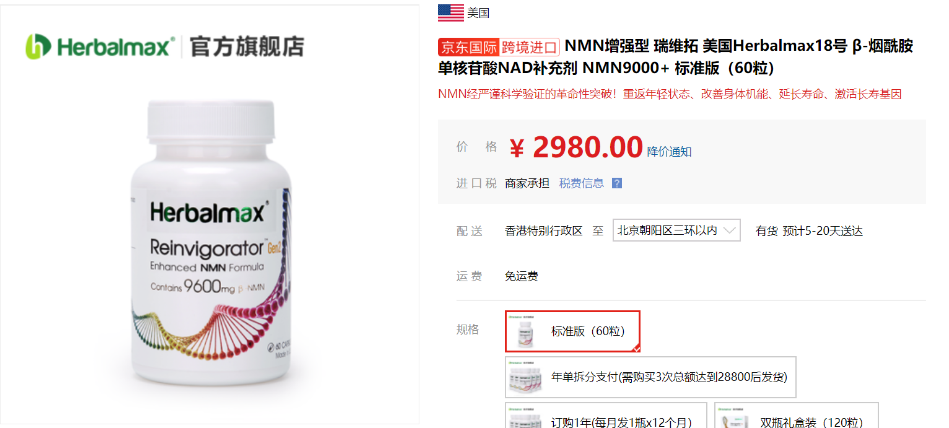 Herbalmax® 官方旗舰店
Herbalmax®
Reinvigorator™ Gen2
Enhanced NMN Formula
Contains 9600mg β-NMN
美国
京东国际 跨境进口 NMN增强型 瑞维拓 美国Herbalmax18号 β-烟酰胺
单核苷酸NAD补充剂 NMN9000+ 标准版（60粒）
NMN经严谨科学验证的革命性突破！重返年轻状态、改善身体机能、延长寿命、激活长寿基因
价 格 ¥ 2980.00 降价通知
进口税 商家承担 税费信息 ?
配送 香港特别行政区 至 北京朝阳区三环以内 有货 预计5-20天送达
运费 免运费
规格 标准版（60粒）
年单拆分支付(需购买3次总额达到28800后发货)
订购1年(每月发1瓶x12个月) 双瓶礼盒装（120粒）